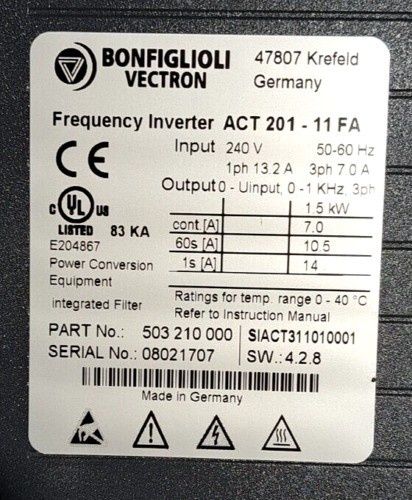 BONFIGLIOLI
VECTRON
47807 Krefeld
Germany
Frequency Inverter ACT 201 - 11 FA
Input 240 V 50-60 Hz
1ph 13.2 A 3ph 7.0 A
Output 0 - Uinput, 0 - 1 KHz, 3ph
1.5 kW
cont.[A] 7.0
60s [A] 10.5
1s [A] 14
CE
C UL US
LISTED 83 KA
E204867
Power Conversion
Equipment
integrated Filter
Ratings for temp. range 0 - 40 °C
Refer to Instruction Manual
PART No.: 503 210 000 SIACT311010001
SERIAL No.: 08021707 SW.: 4.2.8
Made in Germany